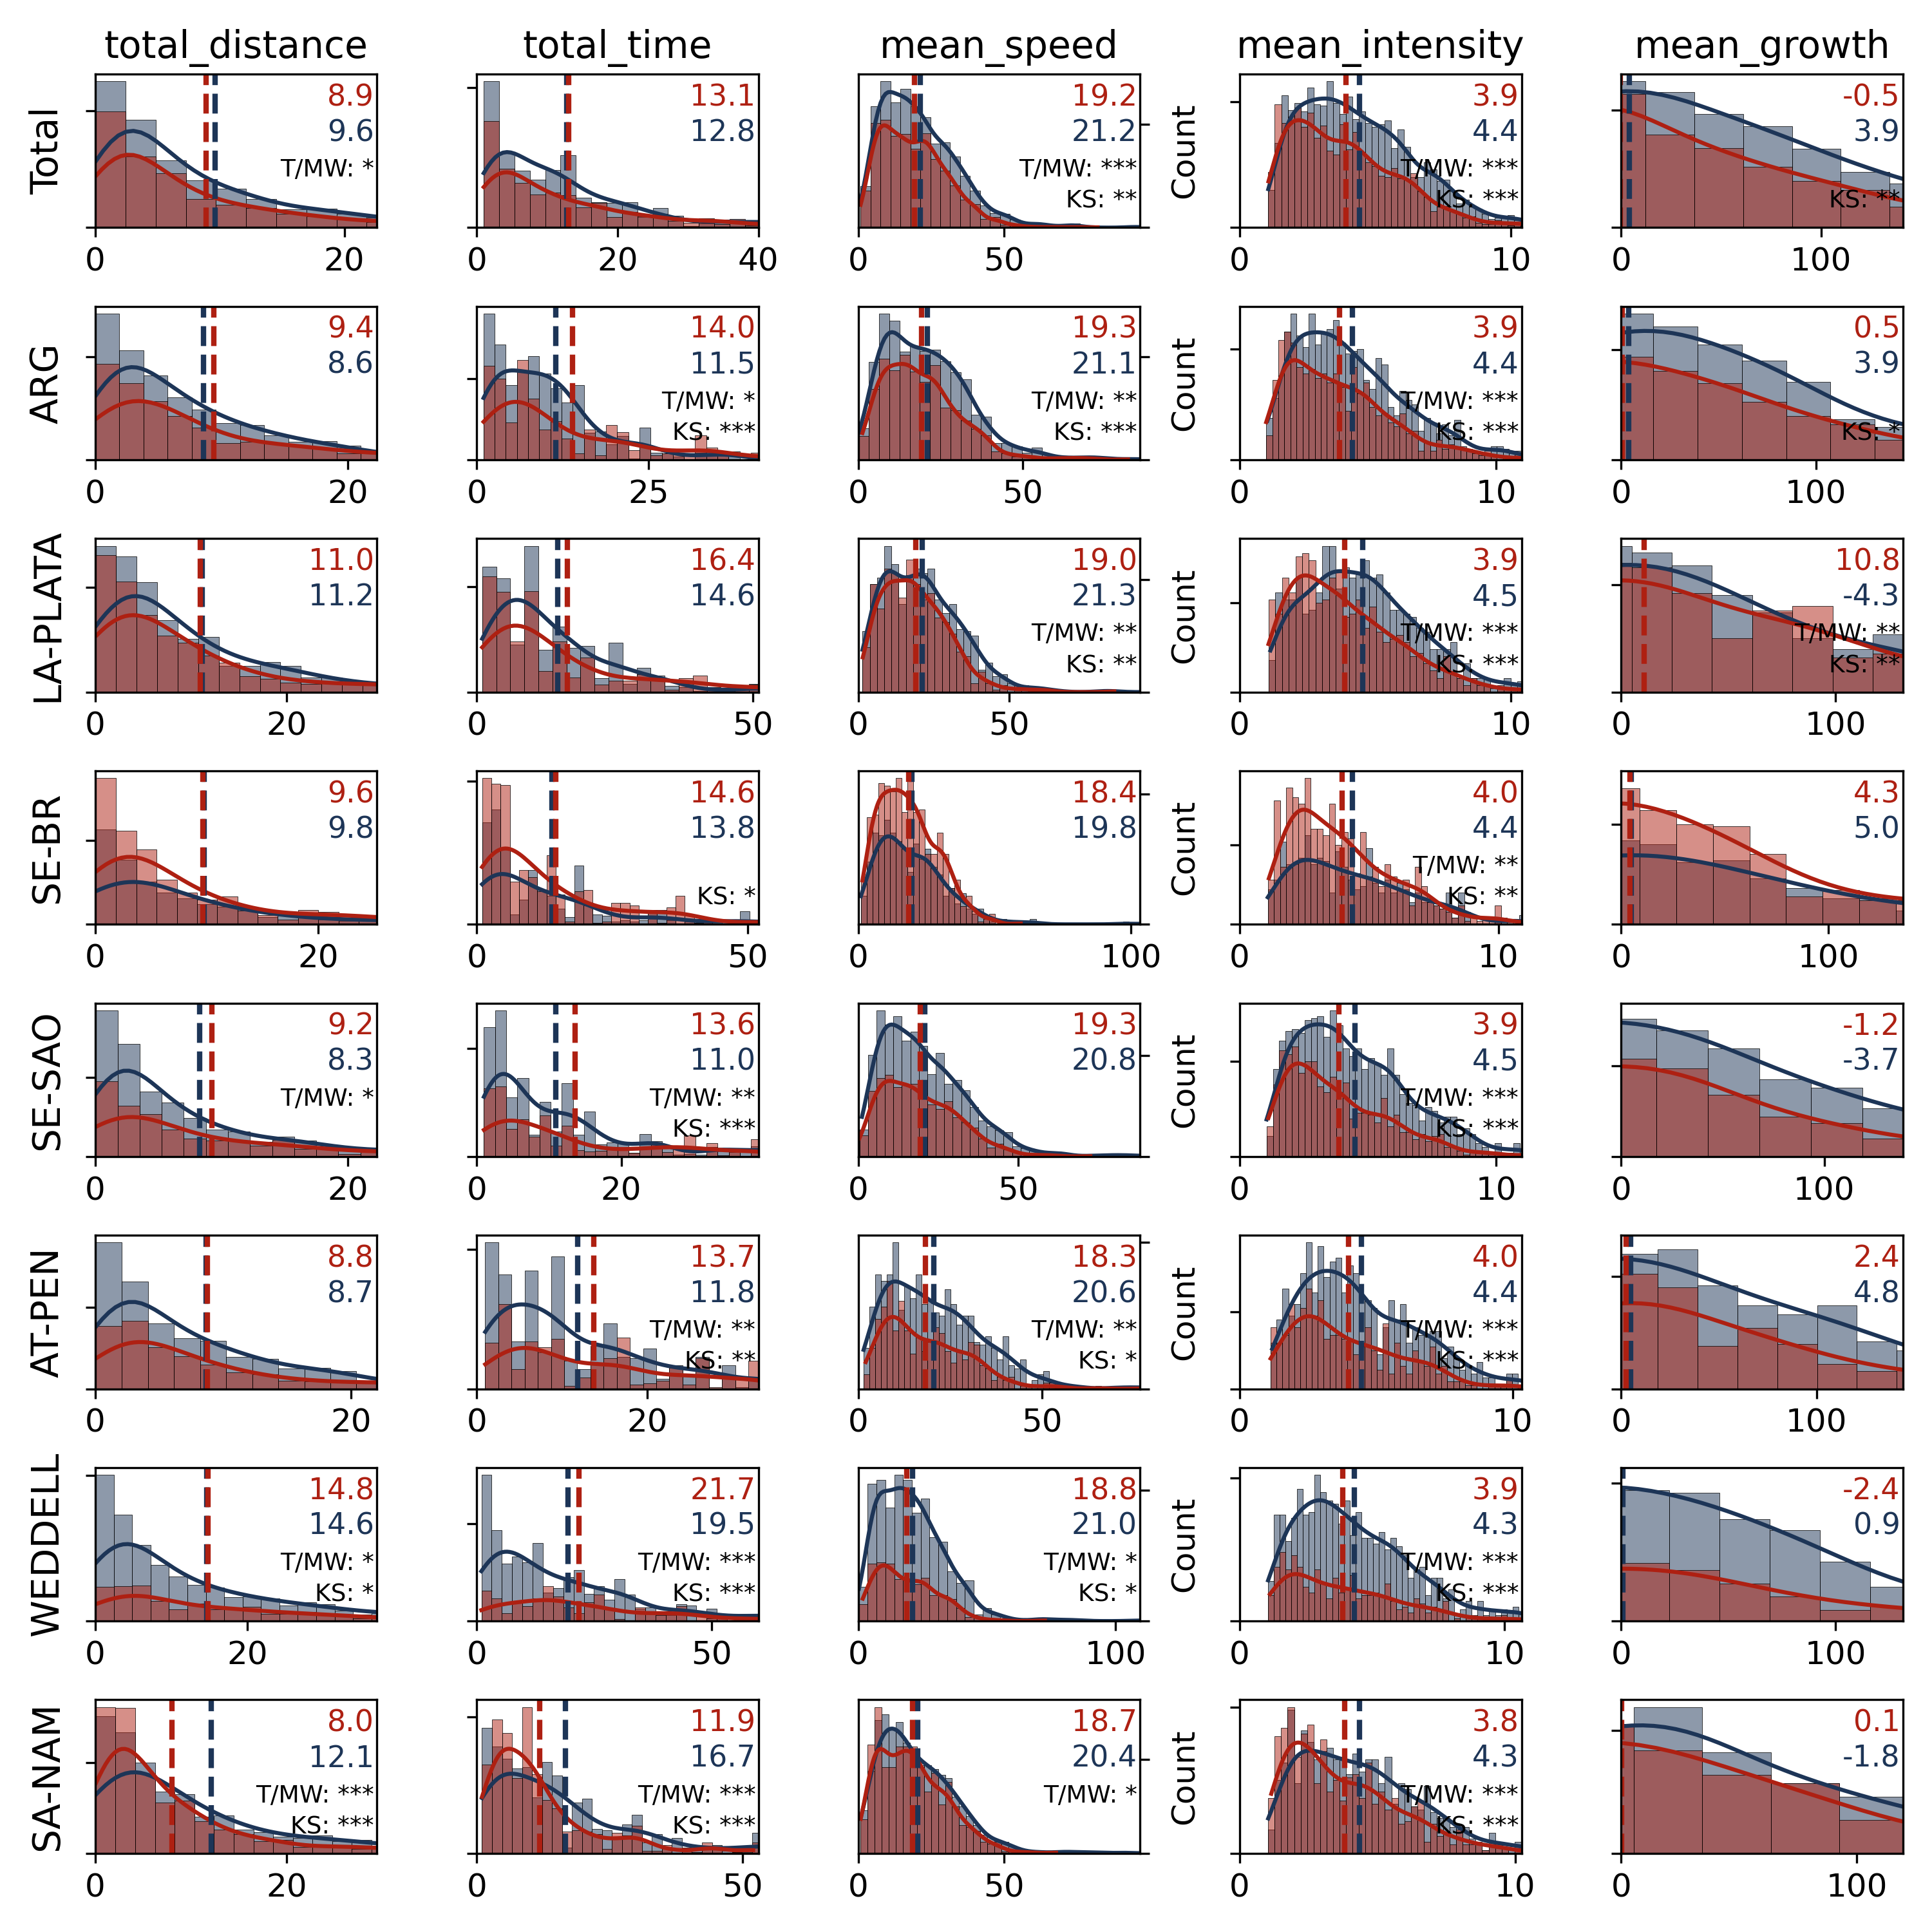 total_distance total_time mean_speed mean_intensity mean_growth
Total
8.9
9.6
T/MW: *
0 20
13.1
12.8
0 20 40
19.2
21.2
T/MW: ***
KS: **
0 50
Count
3.9
4.4
T/MW: ***
KS: ***
0 10
-0.5
3.9
KS: **
0 100
ARG
9.4
8.6
0 20
14.0
11.5
T/MW: *
KS: ***
0 25
19.3
21.1
T/MW: **
KS: ***
0 50
Count
3.9
4.4
T/MW: ***
KS: ***
0 10
0.5
3.9
KS: *
0 100
LA-PLATA
11.0
11.2
0 20
16.4
14.6
0 50
19.0
21.3
T/MW: **
KS: **
0 50
Count
3.9
4.5
T/MW: ***
KS: ***
0 10
10.8
-4.3
T/MW: **
KS: **
0 100
SE-BR
9.6
9.8
0 20
14.6
13.8
KS: *
0 50
18.4
19.8
0 100
Count
4.0
4.4
T/MW: **
KS: **
0 10
4.3
5.0
0 100
SE-SAO
9.2
8.3
T/MW: *
0 20
13.6
11.0
T/MW: **
KS: ***
0 20
19.3
20.8
0 50
Count
3.9
4.5
T/MW: ***
KS: ***
0 10
-1.2
-3.7
0 100
AT-PEN
8.8
8.7
0 20
13.7
11.8
T/MW: **
KS: **
0 20
18.3
20.6
T/MW: **
KS: *
0 50
Count
4.0
4.4
T/MW: ***
KS: ***
0 10
2.4
4.8
0 100
WEDDELL
14.8
14.6
T/MW: *
KS: *
0 20
21.7
19.5
T/MW: ***
KS: ***
0 50
18.8
21.0
T/MW: *
KS: *
0 100
Count
3.9
4.3
T/MW: ***
KS: ***
0 10
-2.4
0.9
0 100
SA-NAM
8.0
12.1
T/MW: ***
KS: ***
0 20
11.9
16.7
T/MW: ***
KS: ***
0 50
18.7
20.4
T/MW: *
0 50
Count
3.8
4.3
T/MW: ***
KS: ***
0 10
0.1
-1.8
0 100